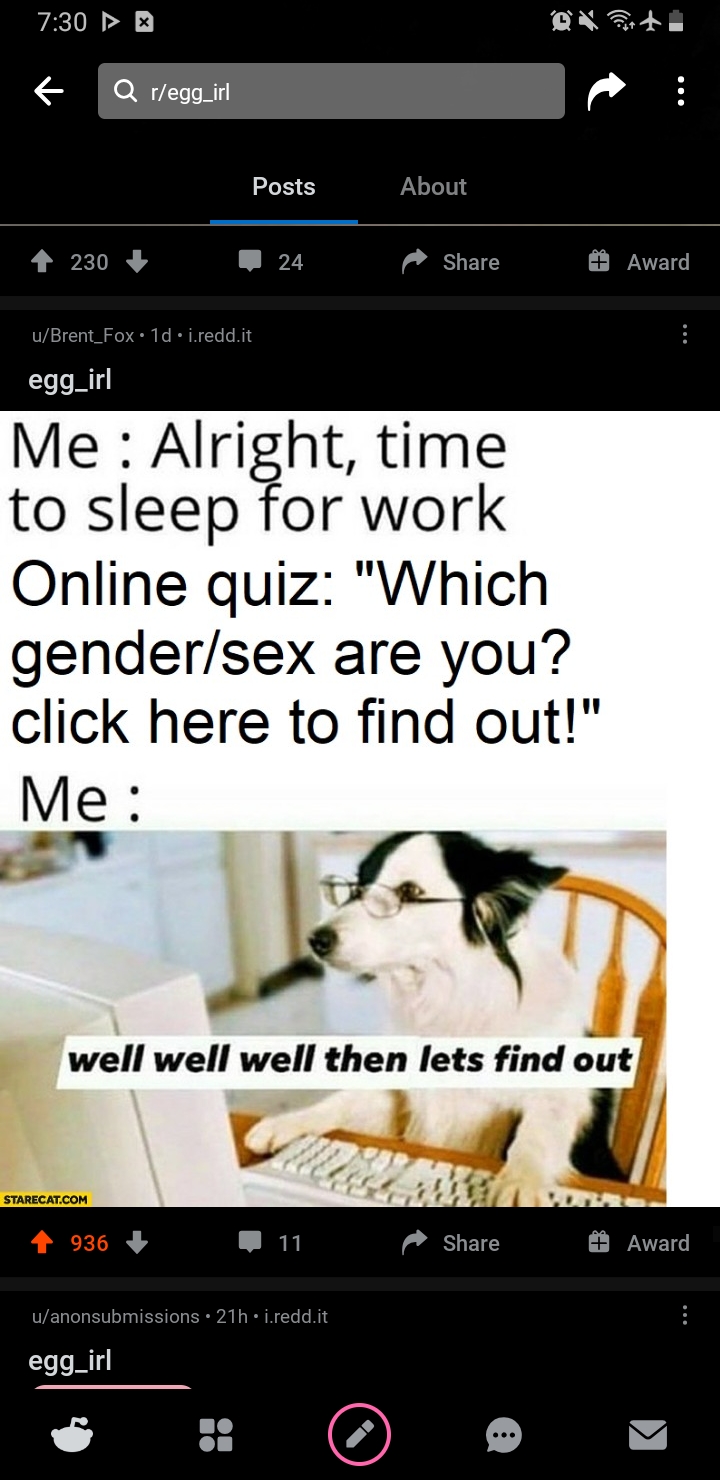 7:30
r/egg_irl
Posts About
230 24 Share Award
u/Brent_Fox • 1d • i.redd.it
egg_irl
Me : Alright, time
to sleep for work
Online quiz: "Which
gender/sex are you?
click here to find out!"
Me :
well well well then lets find out
STARECAT.COM
936 11 Share Award
u/anonsubmissions • 21h • i.redd.it
egg_irl